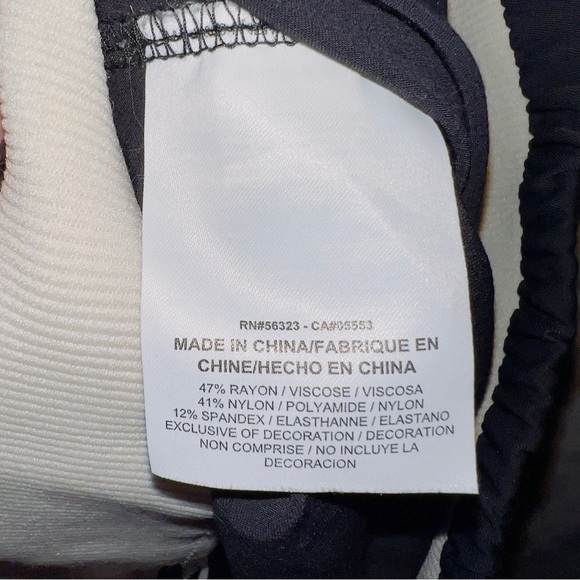 RN#56323 - CA#05553
MADE IN CHINA/FABRIQUE EN
CHINE/HECHO EN CHINA
47% RAYON / VISCOSE / VISCOSA
41% NYLON / POLYAMIDE / NYLON
12% SPANDEX / ELASTHANNE / ELASTANO
EXCLUSIVE OF DECORATION / DECORATION
NON COMPRISE / NO INCLUYE LA
DECORACION